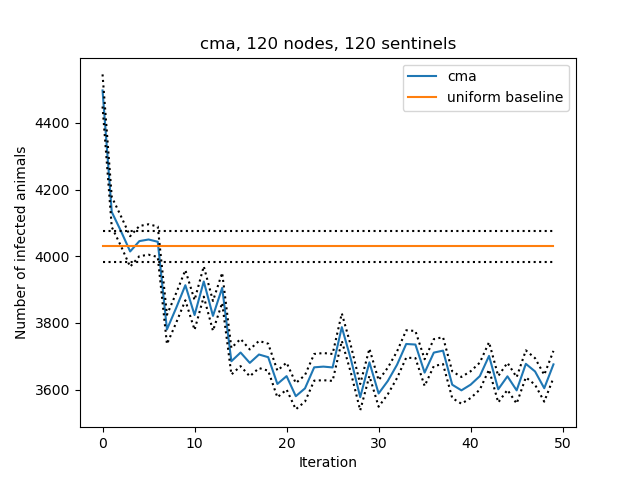 cma, 120 nodes, 120 sentinels
cma
uniform baseline
4400
4200
4000
3800
3600
Number of infected animals
0
10
20
30
40
50
Iteration